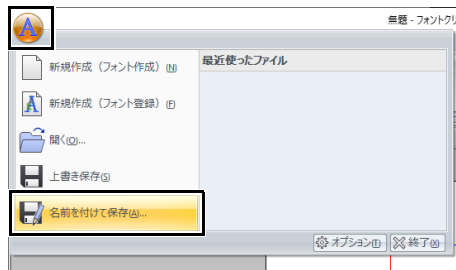 無題 - フォントクリ
A
新規作成（フォント作成）(N)
最近使ったファイル
A
新規作成（フォント登録）(F)
開く(O)...
上書き保存(S)
名前を付けて保存(A)...
オプション(I)
終了(X)